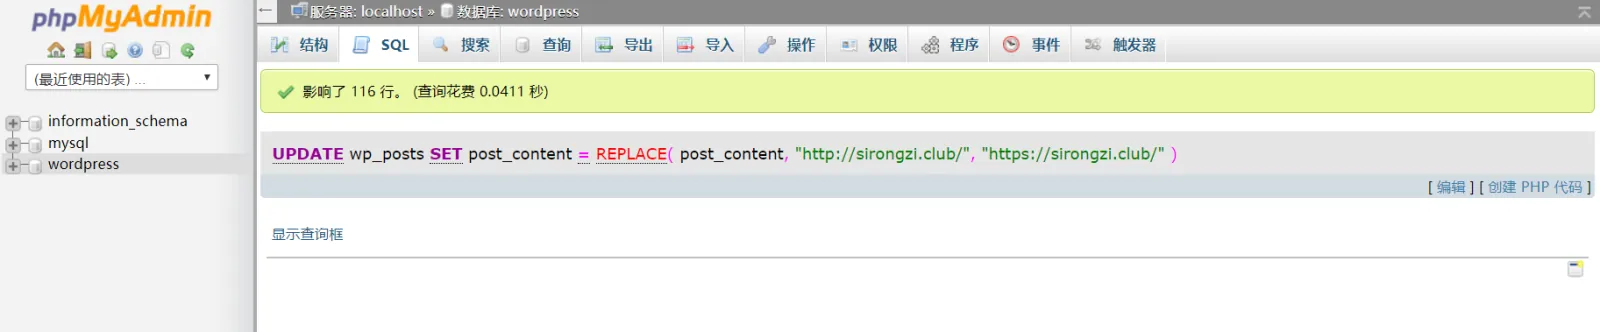 phpMyAdmin
(最近使用的表) ...
information_schema
mysql
wordpress
服务器: localhost » 数据库: wordpress
结构 SQL 搜索 查询 导出 导入 操作 权限 程序 事件 触发器
影响了 116 行。 (查询花费 0.0411 秒)
UPDATE wp_posts SET post_content = REPLACE( post_content, "http://sirongzi.club/", "https://sirongzi.club/" )
[ 编辑 ] [ 创建 PHP 代码 ]
显示查询框